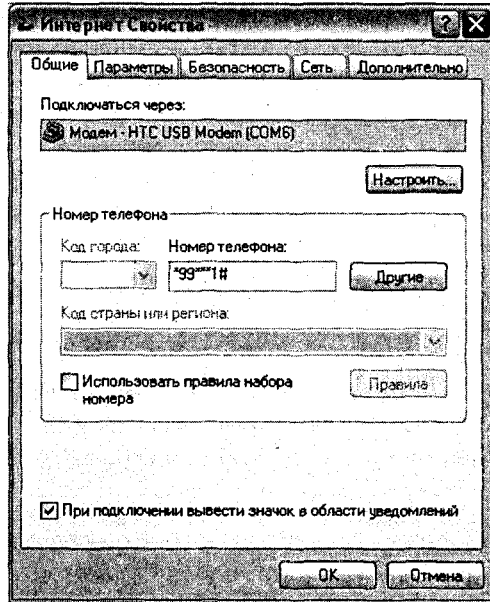 Интернет Свойства
Общие Параметры Безопасность Сеть Дополнительно
Подключаться через:
Модем - HTC USB Modem (COM6)
Настроить...
Номер телефона
Код города: Номер телефона:
*99***1# Другие
Код страны или региона:
Использовать правила набора номера Правила
При подключении вывести значок в области уведомлений
OK Отмена